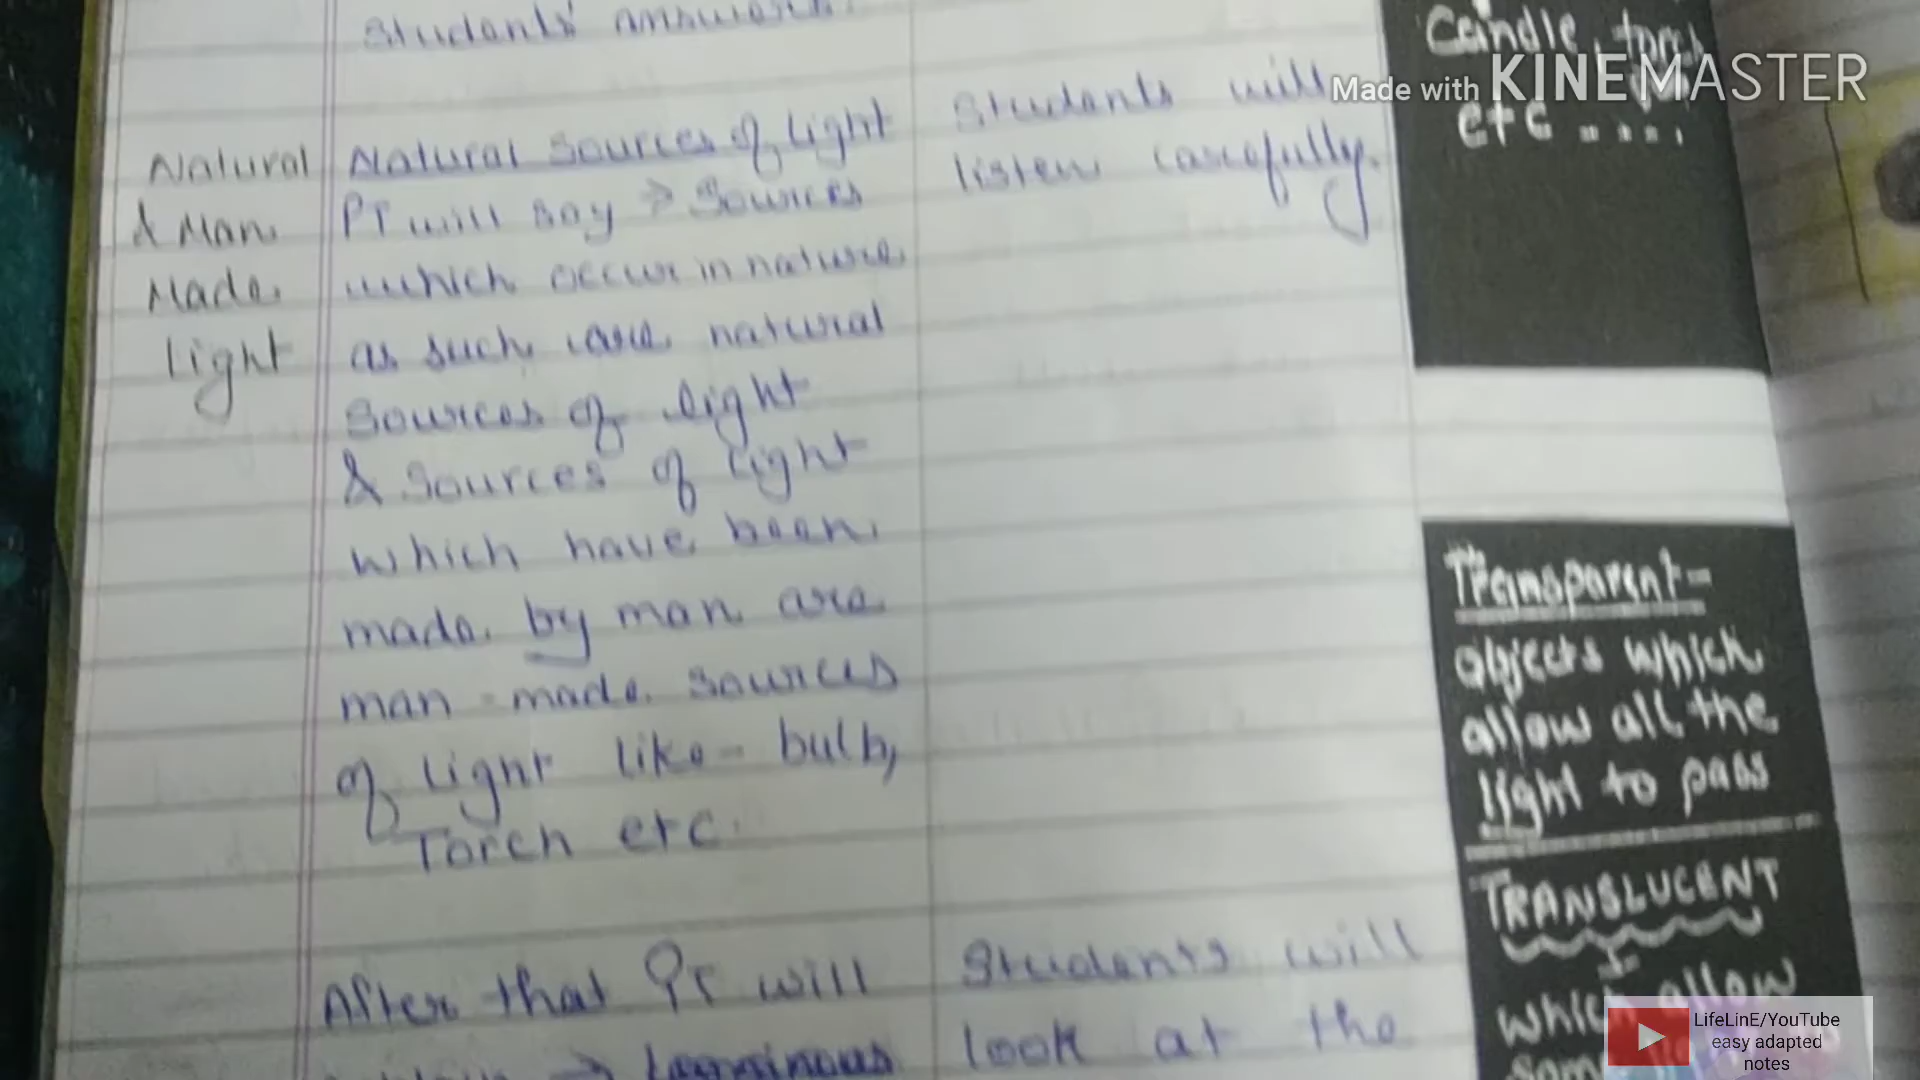 Students' answers.
Natural
& Man
Made
light
Natural sources of light
PT will say → Sources
which occur in nature
as such are natural
sources of light
& sources of light
which have been
made by man are
man-made sources
of light like - bulb,
Torch etc.
After that PT will
→ Luminous
Students will
listen carefully.
Students will
look at the
Candle, torch
etc .....
Transparent-
objects which
allow all the
light to pass
TRANSLUCENT
which allow
some
Made with KINEMASTER
LifeLinE/YouTube
easy adapted
notes